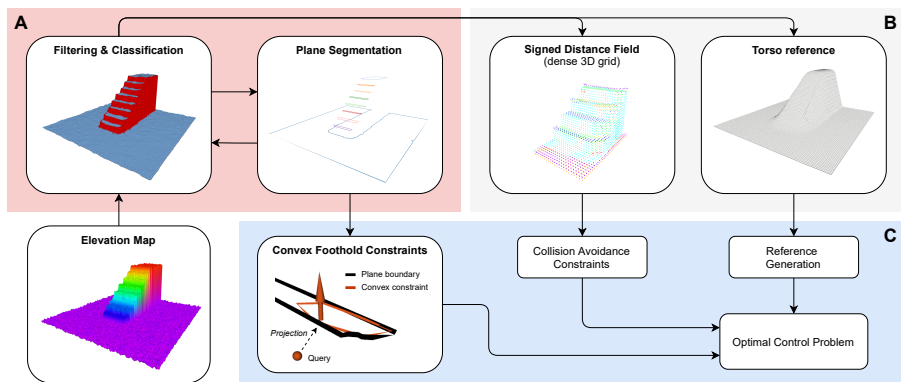 A
Filtering & Classification
Plane Segmentation
B
Signed Distance Field
(dense 3D grid)
Torso reference
Elevation Map
C
Convex Foothold Constraints
Plane boundary
Convex constraint
Projection
Query
Collision Avoidance
Constraints
Reference
Generation
Optimal Control Problem